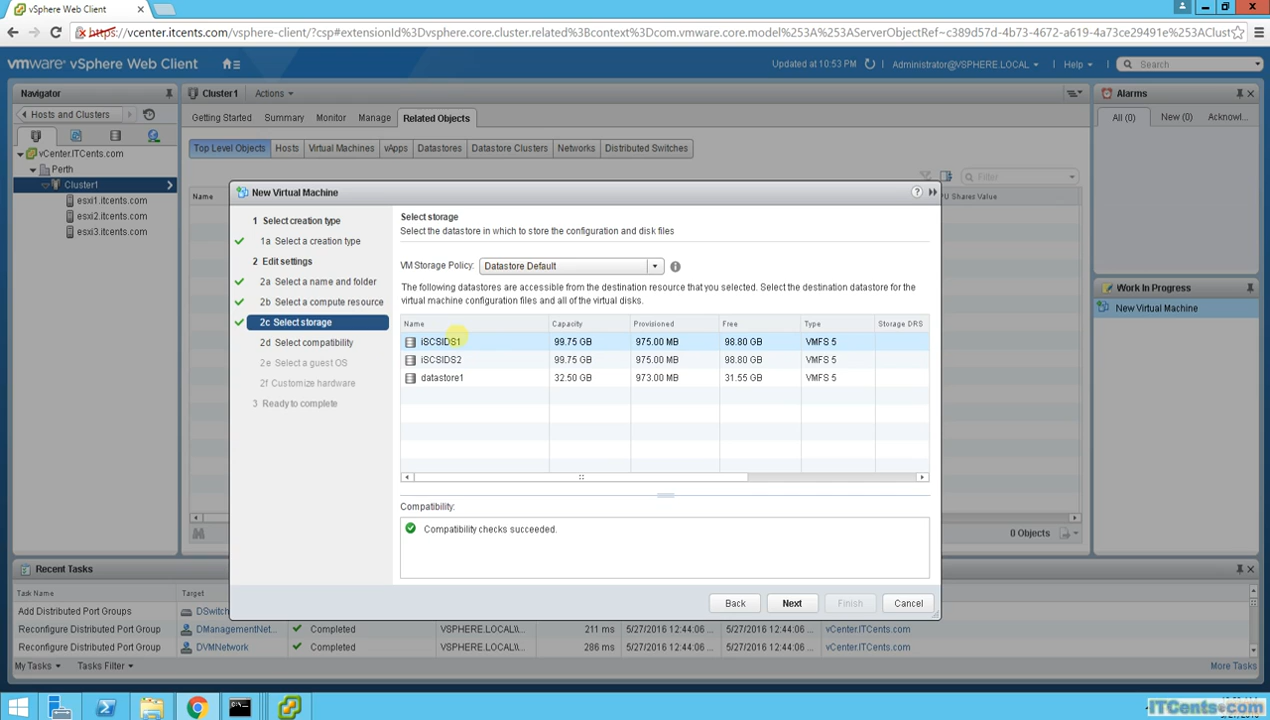 vSphere Web Client
https://vcenter.itcents.com/vsphere-client/?csp#extensionId%3Dvsphere.core.cluster.related%3Bcontext%3Dcom.vmware.core.model%253A%253AServerObjectRef~c389d57d-4b73-4672-a619-4a73ce29491e%253AClust
vmware® vSphere Web Client
Updated at 10:53 PM
Administrator@VSPHERE.LOCAL
Help
Search
Navigator
Hosts and Clusters
vCenter.ITCents.com
Perth
Cluster1
esxi1.itcents.com
esxi2.itcents.com
esxi3.itcents.com
Cluster1 Actions
Getting Started Summary Monitor Manage Related Objects
Top Level Objects Hosts Virtual Machines vApps Datastores Datastore Clusters Networks Distributed Switches
Filter
Name
PU Shares Value
0 Objects
New Virtual Machine
1 Select creation type
1a Select a creation type
2 Edit settings
2a Select a name and folder
2b Select a compute resource
2c Select storage
2d Select compatibility
2e Select a guest OS
2f Customize hardware
3 Ready to complete
Select storage
Select the datastore in which to store the configuration and disk files
VM Storage Policy: Datastore Default
The following datastores are accessible from the destination resource that you selected. Select the destination datastore for the
virtual machine configuration files and all of the virtual disks.
Name Capacity Provisioned Free Type Storage DRS
iSCSIDS1 99.75 GB 975.00 MB 98.80 GB VMFS 5
iSCSIDS2 99.75 GB 975.00 MB 98.80 GB VMFS 5
datastore1 32.50 GB 973.00 MB 31.55 GB VMFS 5
Compatibility:
Compatibility checks succeeded.
Back Next Finish Cancel
Alarms
All (0) New (0) Acknowl...
Work In Progress
New Virtual Machine
Recent Tasks
Task Name Target
Add Distributed Port Groups DSwitch
Reconfigure Distributed Port Group DManagementNet... Completed VSPHERE.LOCAL\\... 211 ms 5/27/2016 12:44:06 ... 5/27/2016 12:44:06 ... vCenter.ITCents.com
Reconfigure Distributed Port Group DVMNetwork Completed VSPHERE.LOCAL\\... 286 ms 5/27/2016 12:44:06 ... 5/27/2016 12:44:06 ... vCenter.ITCents.com
My Tasks Tasks Filter
More Tasks
ITCents.com